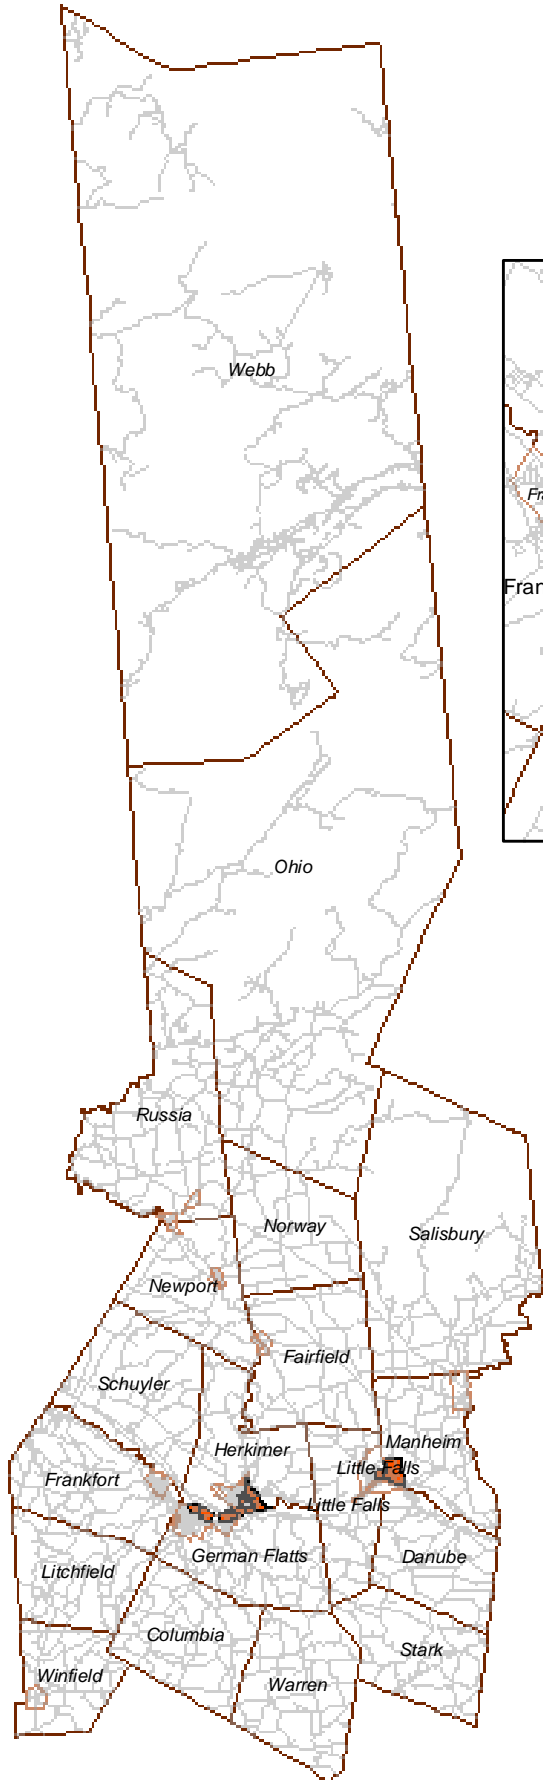 Webb
Fran
Ohio
Russia
Norway
Salisbury
Newport
Fairfield
Schuyler
Herkimer
Manheim
Little Falls
Frankfort
Little Falls
German Flatts
Danube
Litchfield
Columbia
Stark
Winfield
Warren